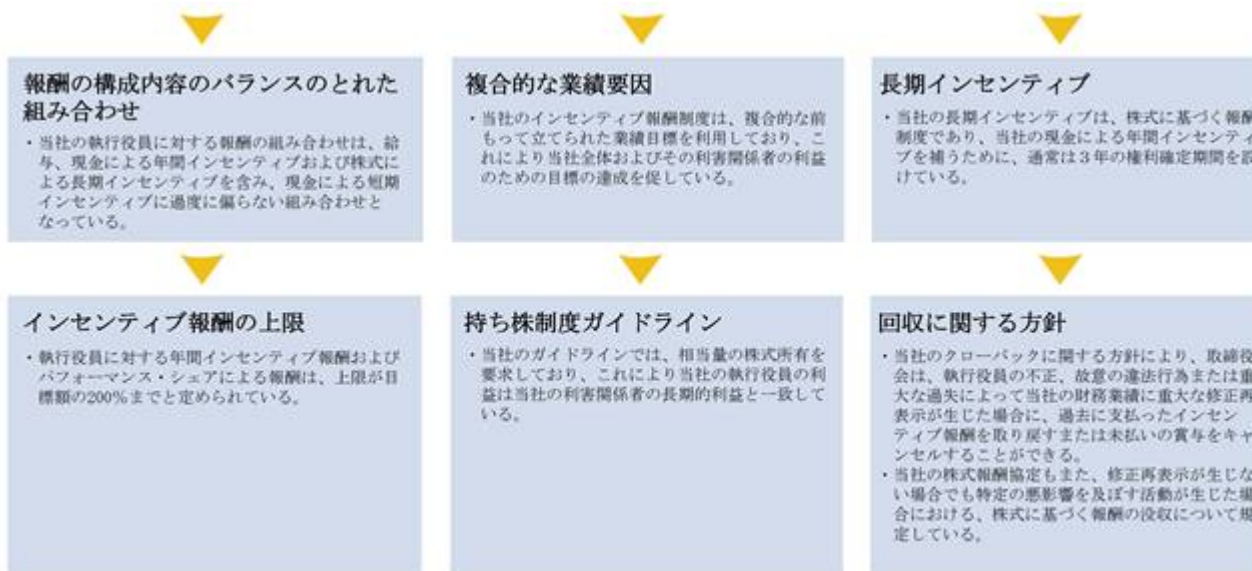 報酬の構成内容のバランスのとれた
組み合わせ
・当社の執行役員に対する報酬の組み合わせは、給
与、現金による年間インセンティブおよび株式に
よる長期インセンティブを含み、現金による短期
インセンティブに過度に偏らない組み合わせと
なっている。
複合的な業績要因
・当社のインセンティブ報酬制度は、複合的な前
もって立てられた業績目標を利用しており、こ
れにより当社全体およびその利害関係者の利益
のための目標の達成を促している。
長期インセンティブ
・当社の長期インセンティブは、株式に基づく報酬
制度であり、当社の現金による年間インセンティ
ブを補うために、通常は3年の権利確定期間を設
けている。
インセンティブ報酬の上限
・執行役員に対する年間インセンティブ報酬および
パフォーマンス・シェアによる報酬は、上限が目
標額の200%までと定められている。
持ち株制度ガイドライン
・当社のガイドラインでは、相当量の株式所有を
要求しており、これにより当社の執行役員の利
益は当社の利害関係者の長期的利益と一致して
いる。
回収に関する方針
・当社のクローバックに関する方針により、取締役
会は、執行役員の不正、故意の違法行為または重
大な過失によって当社の財務業績に重大な修正再
表示が生じた場合に、過去に支払ったインセン
ティブ報酬を取り戻すまたは未払いの賞与をキャ
ンセルすることができる。
・当社の株式報酬協定もまた、修正再表示が生じな
い場合でも特定の悪影響を及ぼす活動が生じた場
合における、株式に基づく報酬の没収について規
定している。